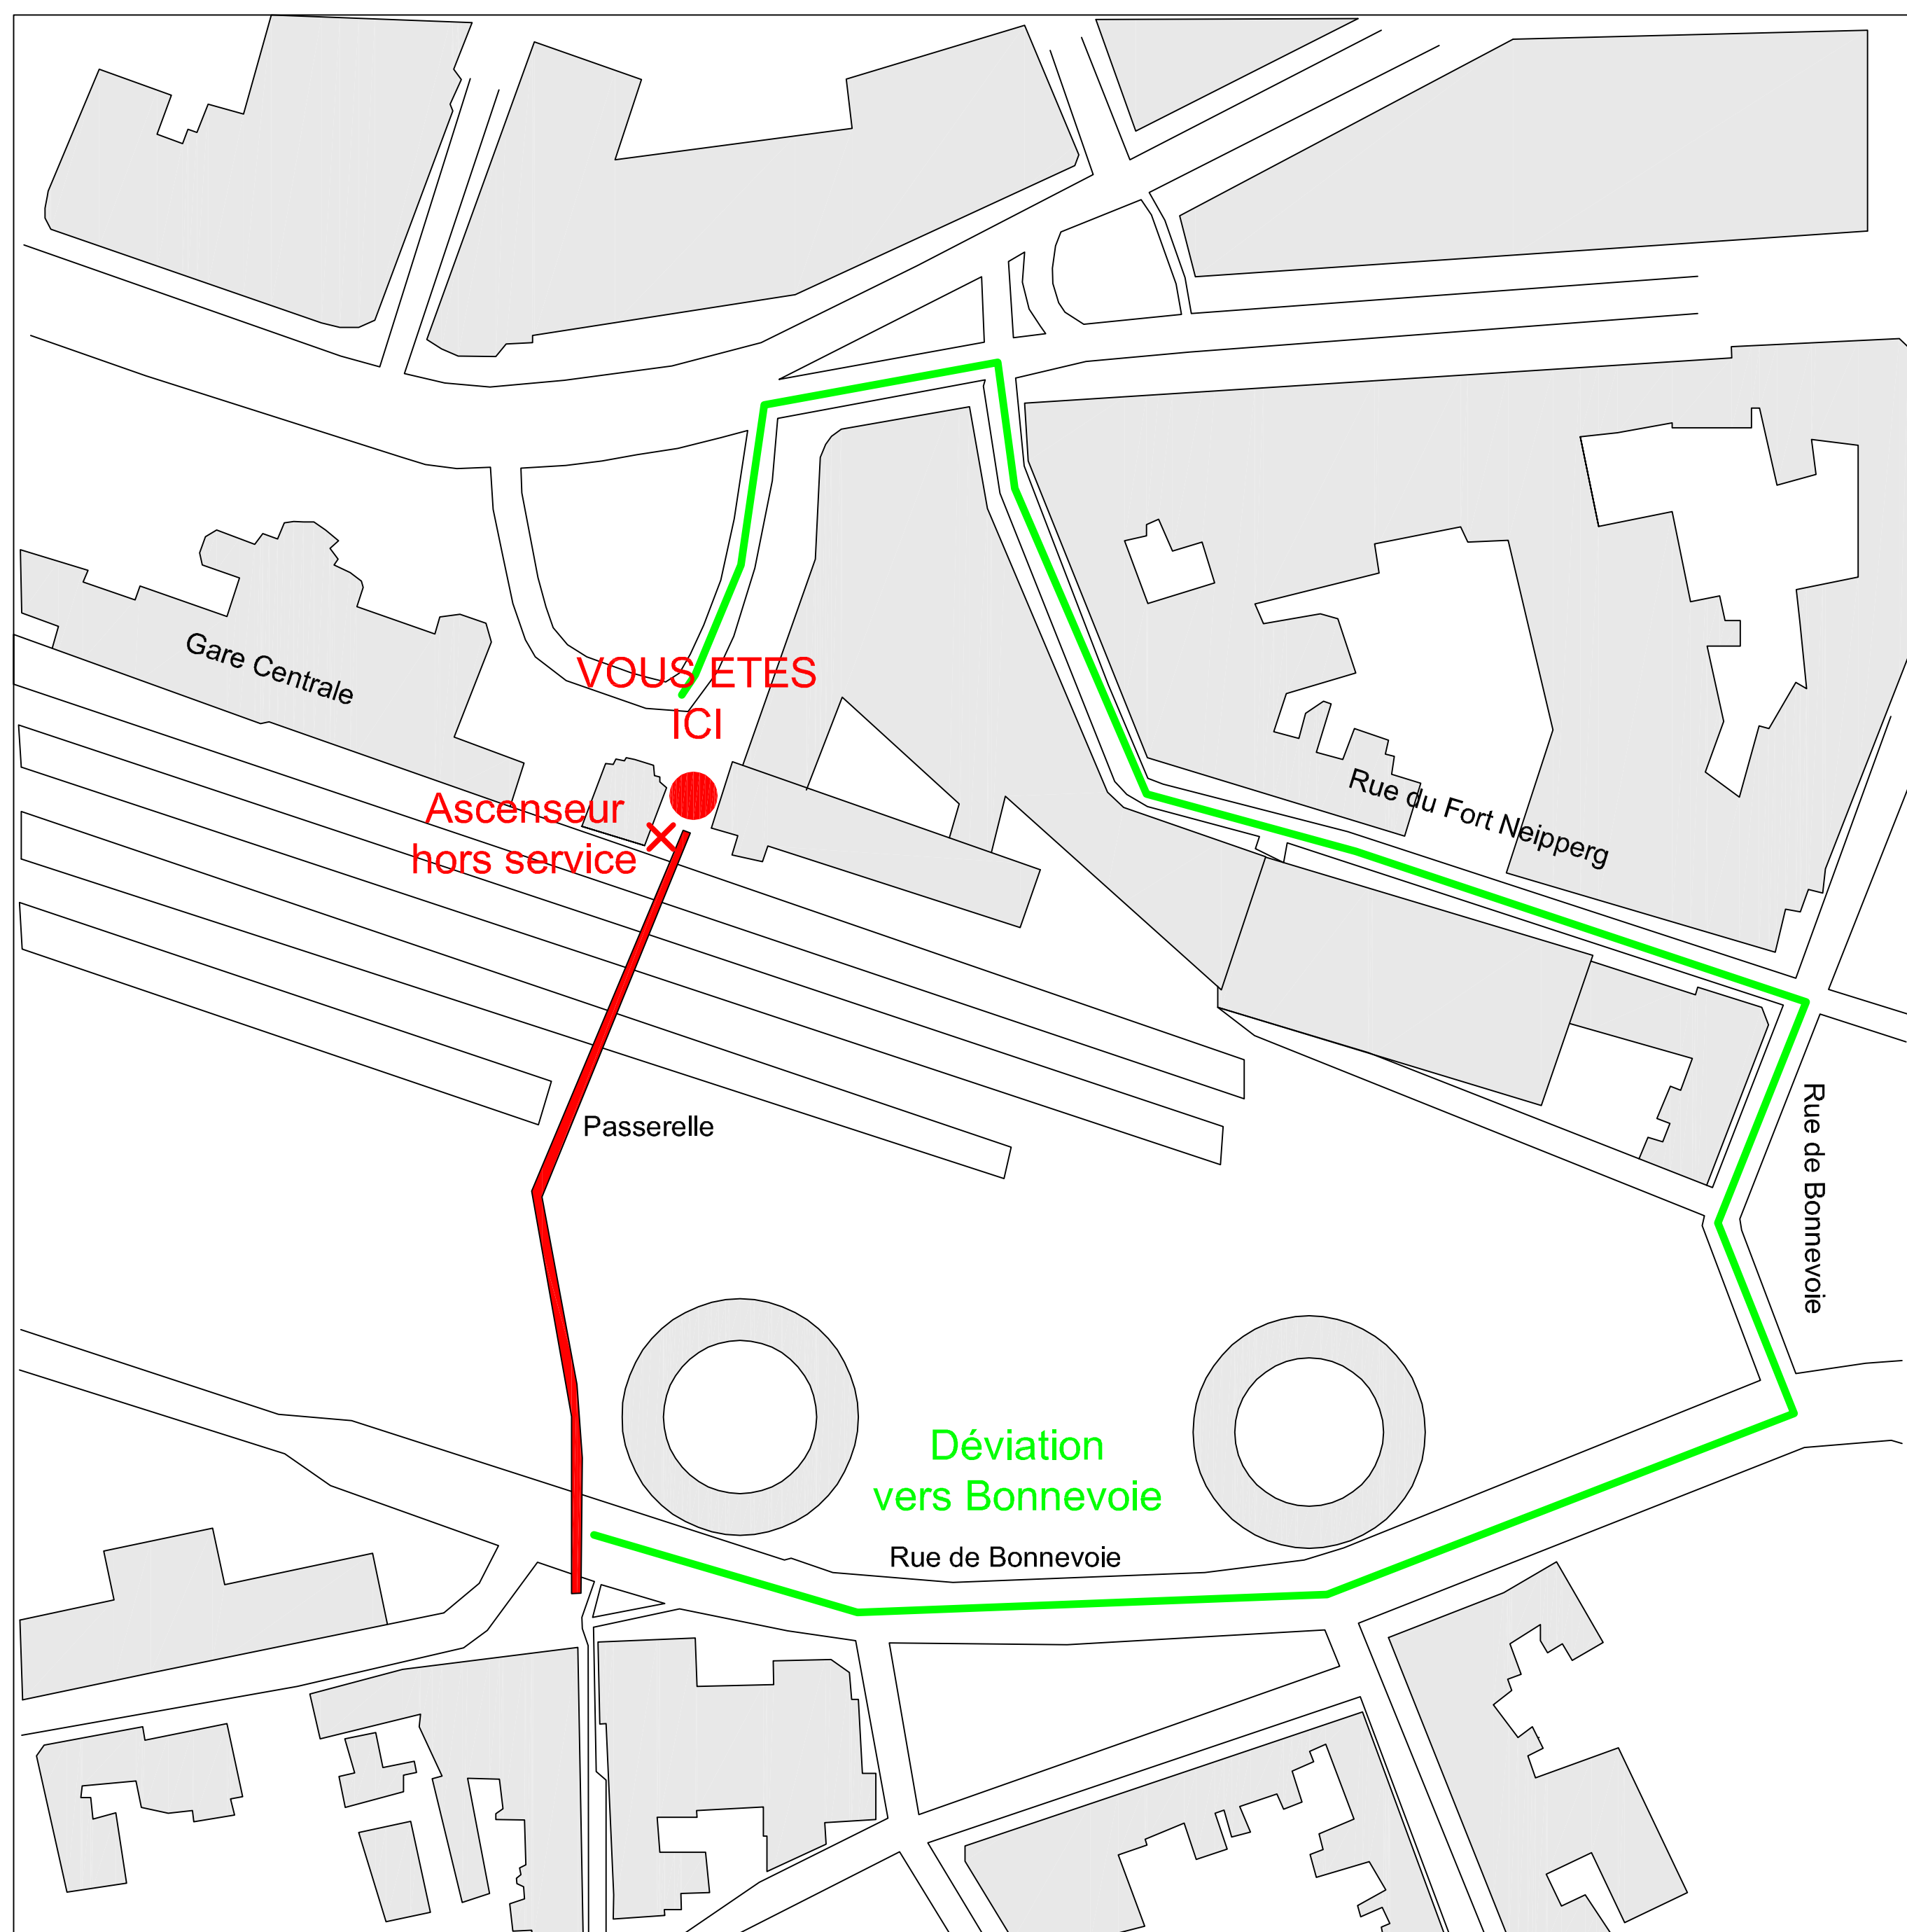 Gare Centrale
VOUS ETES
ICI
Ascenseur
hors service
Rue du Fort Neipperg
Passerelle
Rue de Bonnevoie
Déviation
vers Bonnevoie
Rue de Bonnevoie